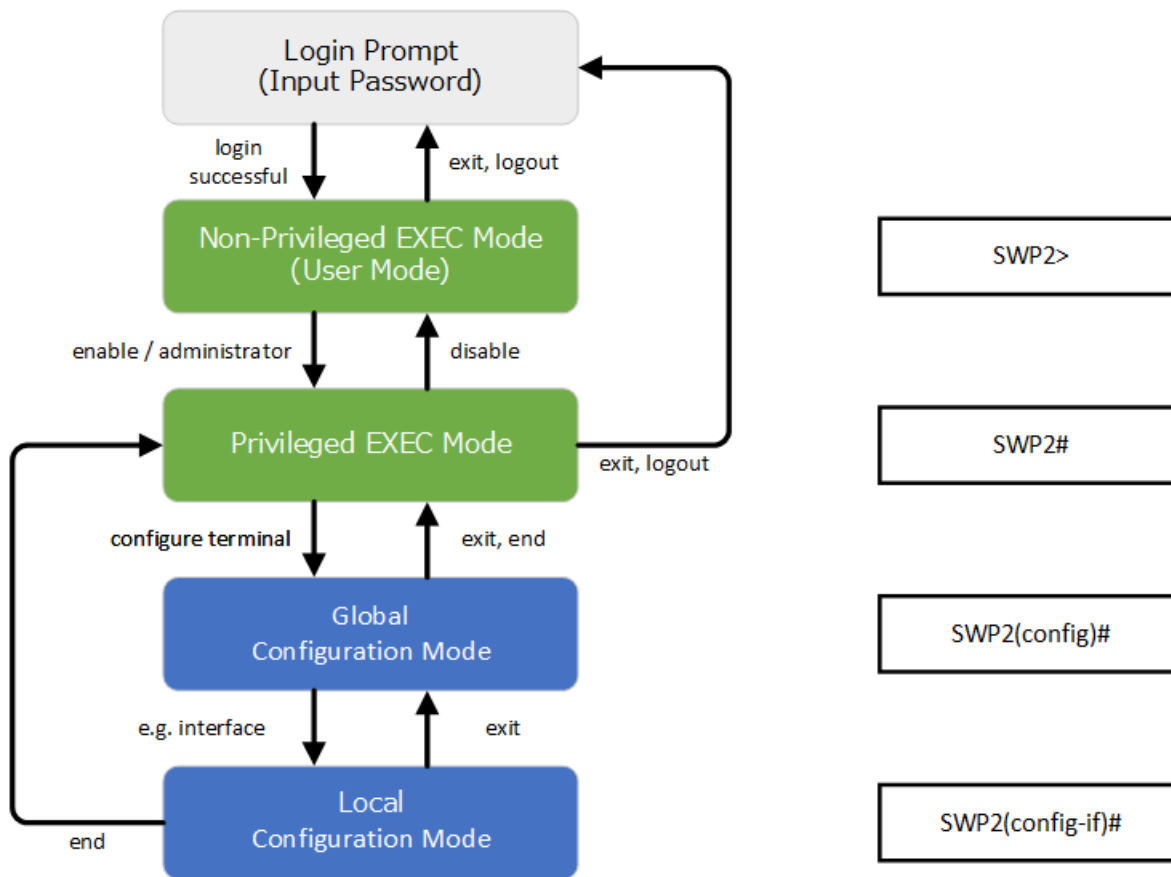 Login Prompt
(Input Password)
login
successful
exit, logout
Non-Privileged EXEC Mode
(User Mode)
SWP2>
enable / administrator
disable
Privileged EXEC Mode
SWP2#
exit, logout
configure terminal
exit, end
Global
Configuration Mode
SWP2(config)#
e.g. interface
exit
Local
Configuration Mode
SWP2(config-if)#
end